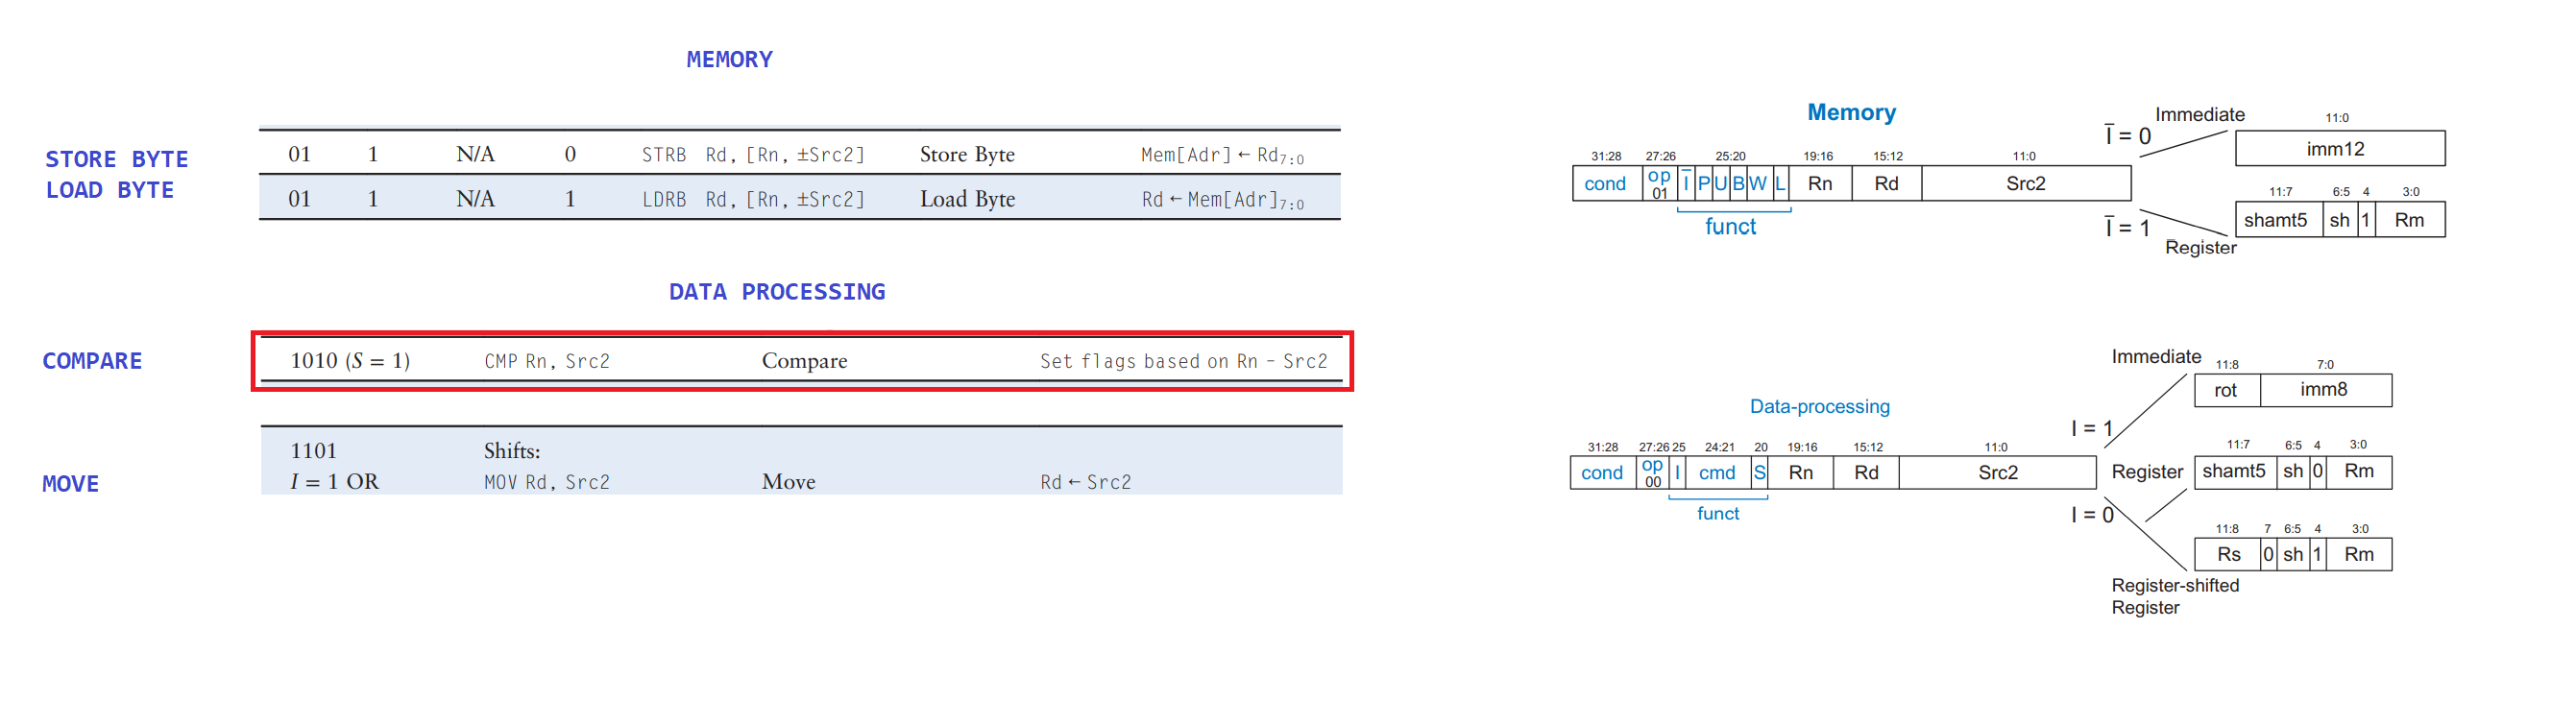 MEMORY
STORE BYTE
LOAD BYTE
01 1 N/A 0 STRB Rd, [Rn, ±Src2] Store Byte Mem[Adr] ← Rd7:0
01 1 N/A 1 LDRB Rd, [Rn, ±Src2] Load Byte Rd ← Mem[Adr]7:0
DATA PROCESSING
COMPARE
1010 (S = 1) CMP Rn, Src2 Compare Set flags based on Rn - Src2
MOVE
1101 Shifts:
I = 1 OR MOV Rd, Src2 Move Rd ← Src2
Memory
31:28 27:26 25:20 19:16 15:12 11:0
cond op 01 I̅ P U B W L Rn Rd Src2
funct
I̅ = 0
Immediate
11:0
imm12
I̅ = 1
Register
11:7 6:5 4 3:0
shamt5 sh 1 Rm
Data-processing
31:28 27:26 25 24:21 20 19:16 15:12 11:0
cond op 00 I cmd S Rn Rd Src2
funct
Immediate
I = 1
11:8 7:0
rot imm8
Register
11:7 6:5 4 3:0
shamt5 sh 0 Rm
I = 0
11:8 7 6:5 4 3:0
Rs 0 sh 1 Rm
Register-shifted
Register